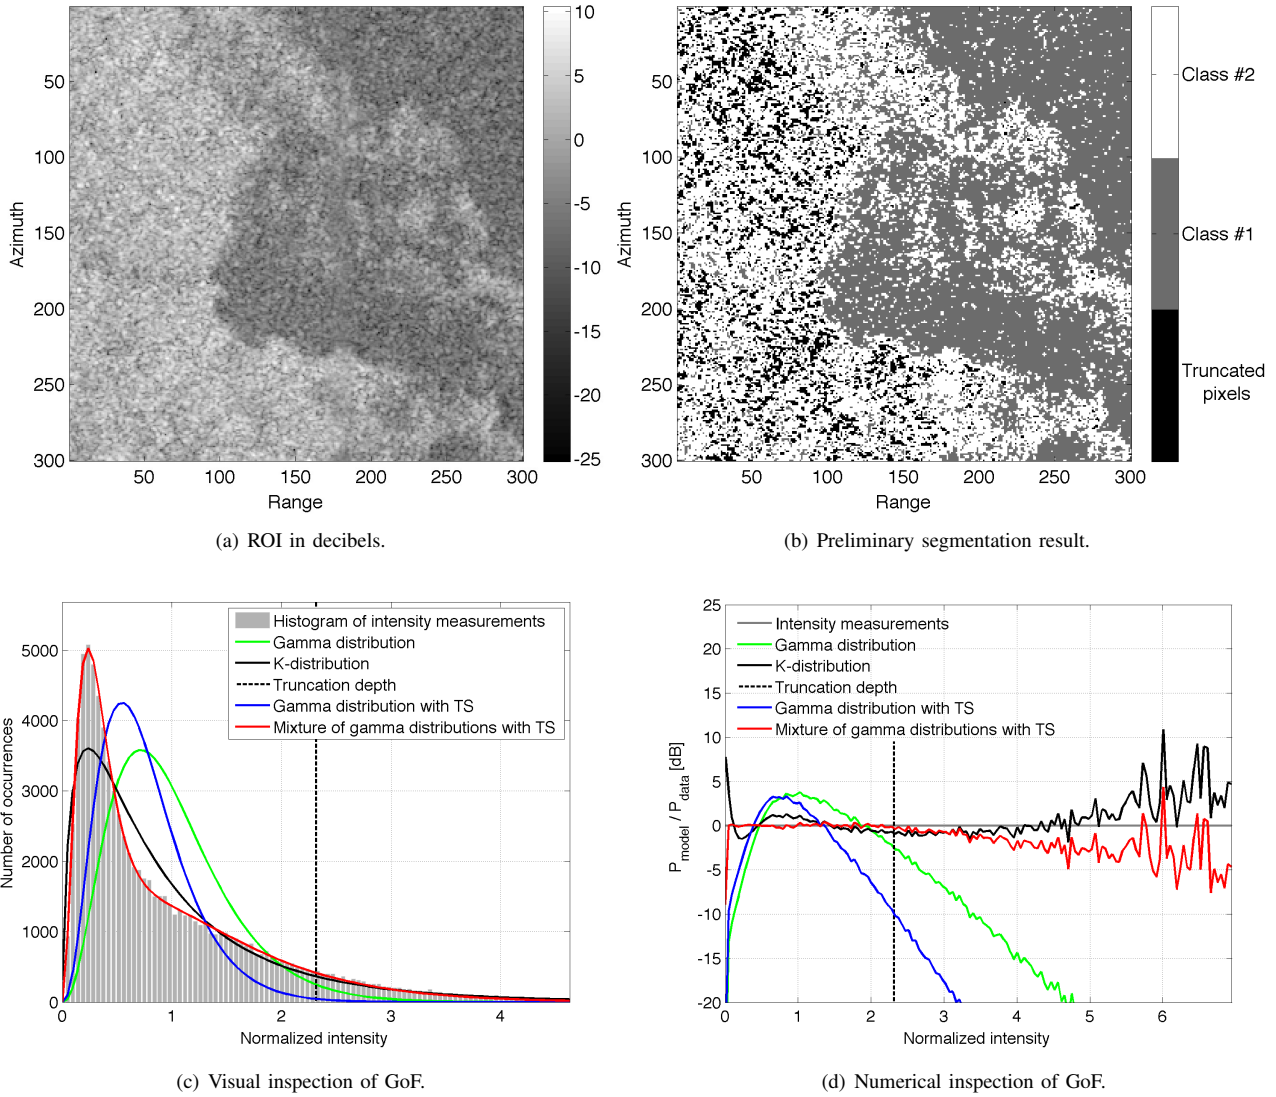 10
5
0
-5
-10
-15
-20
-25
50
100
150
200
250
300
Azimuth
50
100
150
200
250
300
Range
(a) ROI in decibels.
50
100
150
200
250
300
Azimuth
50
100
150
200
250
300
Range
Class #2
Class #1
Truncated
pixels
(b) Preliminary segmentation result.
Histogram of intensity measurements
Gamma distribution
K-distribution
Truncation depth
Gamma distribution with TS
Mixture of gamma distributions with TS
5000
4000
3000
2000
1000
0
Number of occurrences
0
1
2
3
4
Normalized intensity
(c) Visual inspection of GoF.
25
20
15
10
5
0
-5
-10
-15
-20
P model / P data [dB]
Intensity measurements
Gamma distribution
K-distribution
Truncation depth
Gamma distribution with TS
Mixture of gamma distributions with TS
0
1
2
3
4
5
6
Normalized intensity
(d) Numerical inspection of GoF.